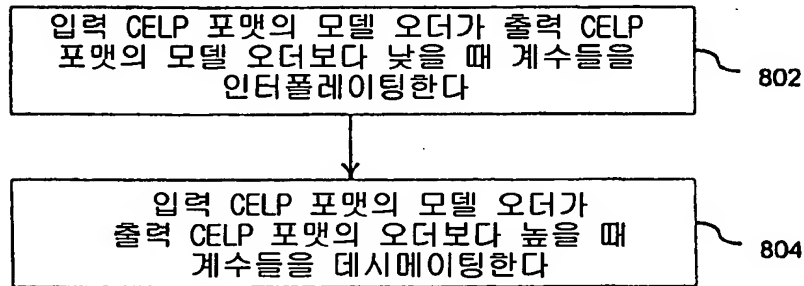 입력 CELP 포맷의 모델 오더가 출력 CELP
포맷의 모델 오더보다 낮을 때 계수들을
인터폴레이팅한다
802
입력 CELP 포맷의 모델 오더가
출력 CELP 포맷의 오더보다 높을 때
계수들을 데시메이팅한다
804